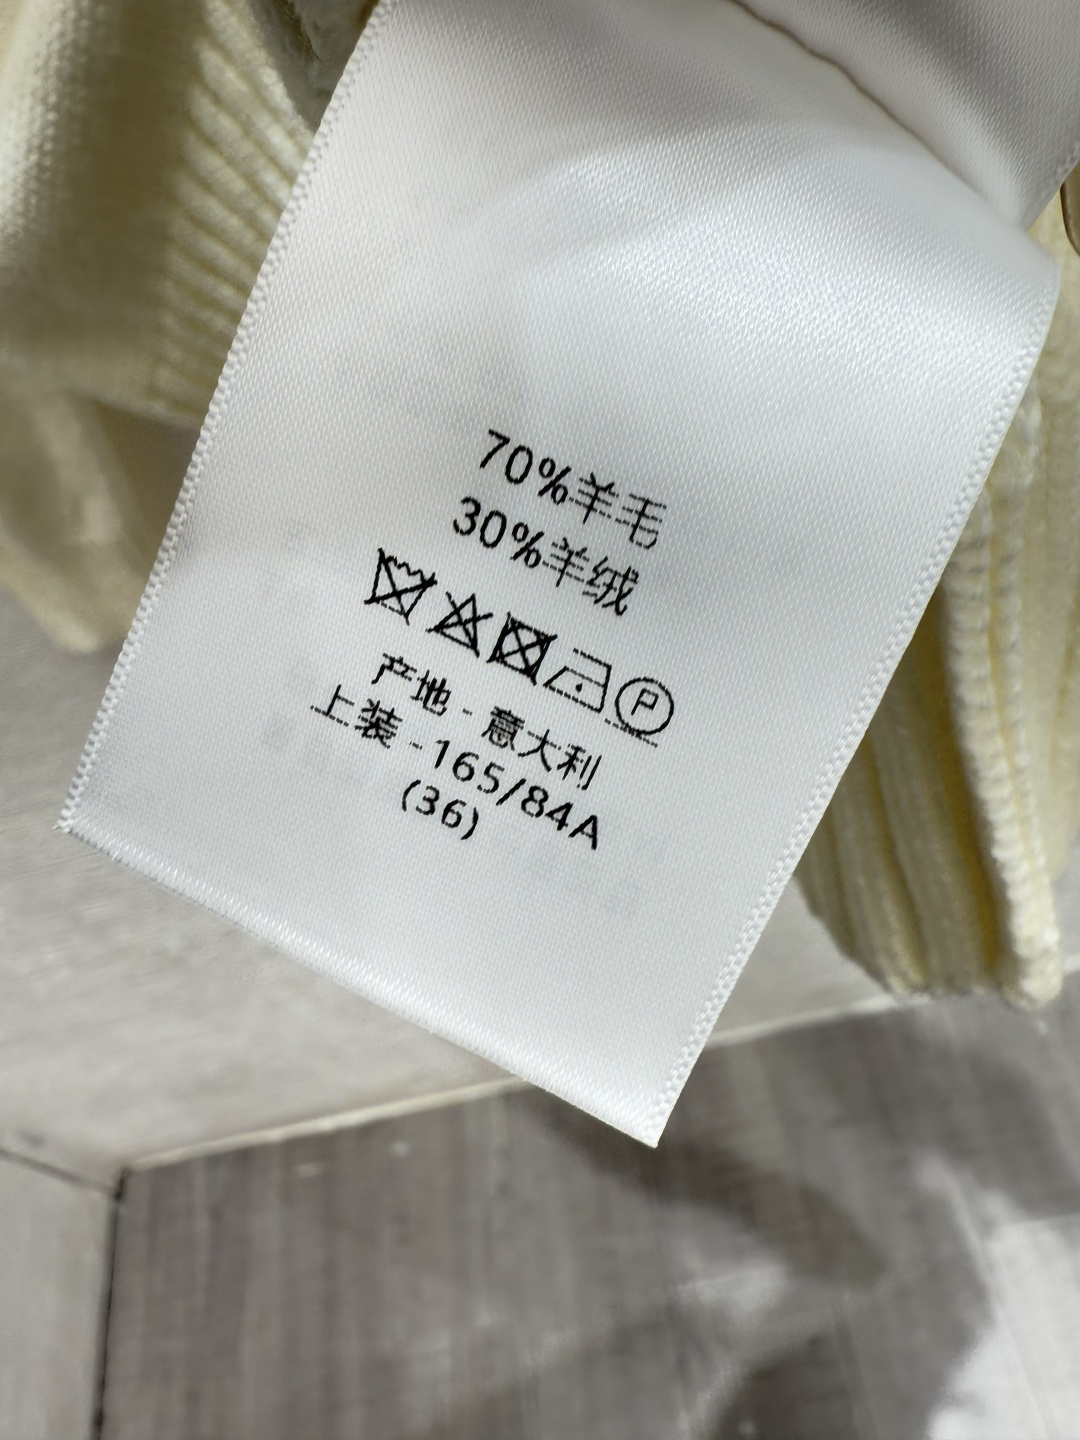 70%羊毛
30%羊绒
P
产地 - 意大利
上装 - 165/84A
(36)